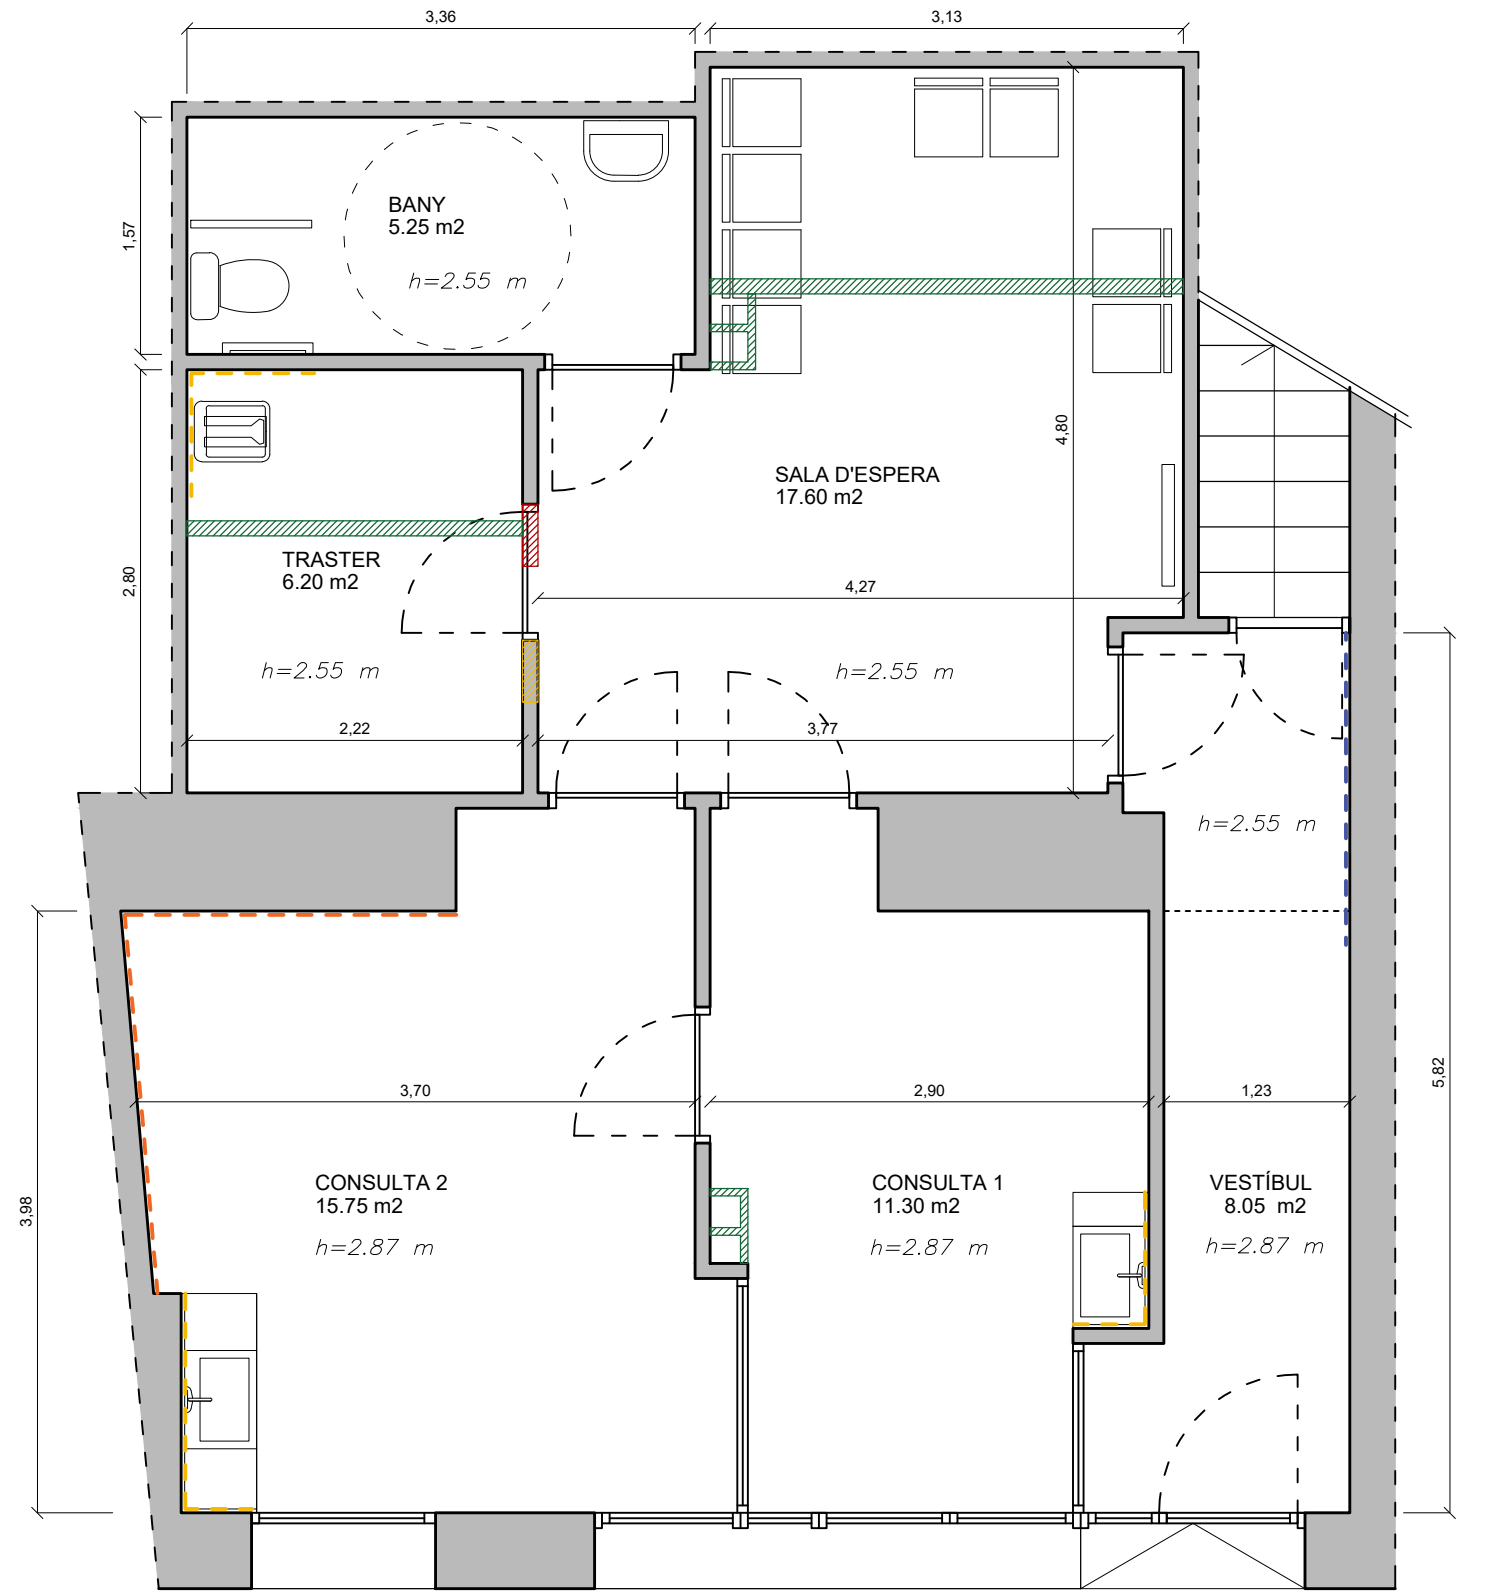 3,36
3,13
BANY
5.25 m2
h=2.55 m
1,57
4,80
SALA D'ESPERA
17.60 m2
TRASTER
6.20 m2
2,80
4,27
h=2.55 m
h=2.55 m
2,22
3,77
h=2.55 m
3,70
2,90
1,23
5,82
3,98
CONSULTA 2
15.75 m2
h=2.87 m
CONSULTA 1
11.30 m2
h=2.87 m
VESTÍBUL
8.05 m2
h=2.87 m